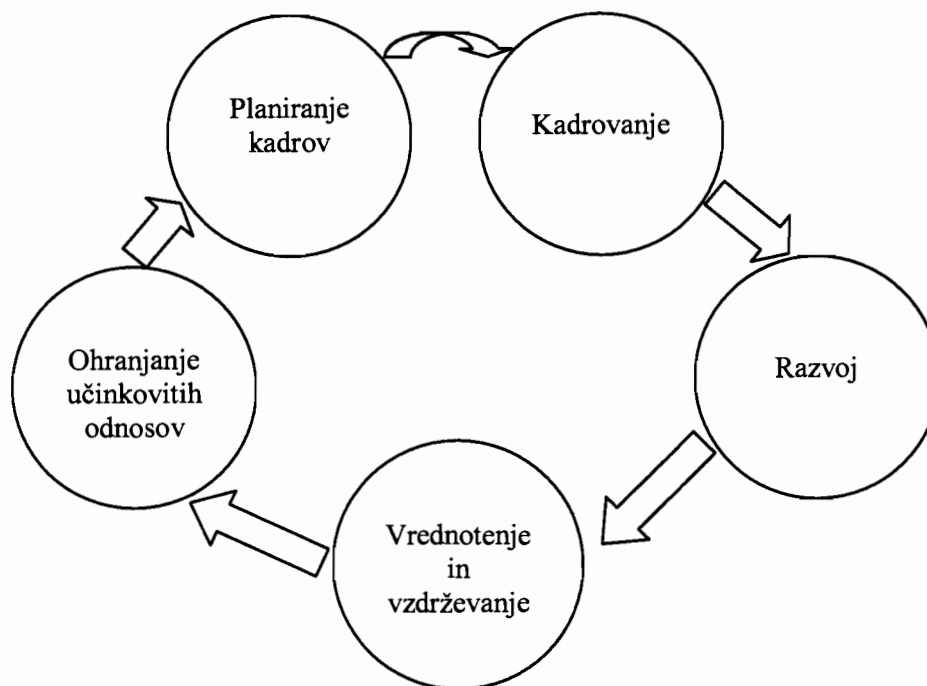 Planiranje
kadrov
Kadrovanje
Razvoj
Vrednotenje
in
vzdrževanje
Ohranjanje
učinkovitih
odnosov